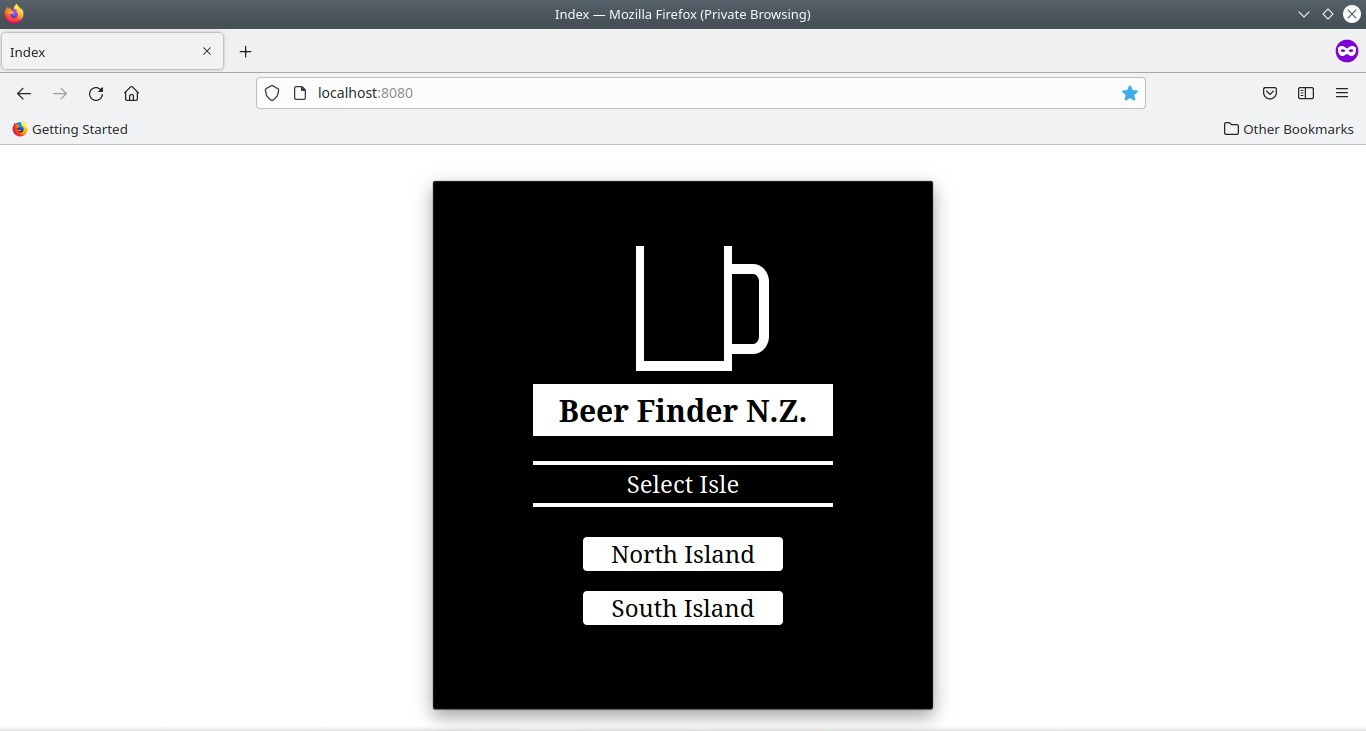 Index — Mozilla Firefox (Private Browsing)
Index
localhost:8080
Getting Started
Other Bookmarks
Beer Finder N.Z.
Select Isle
North Island
South Island